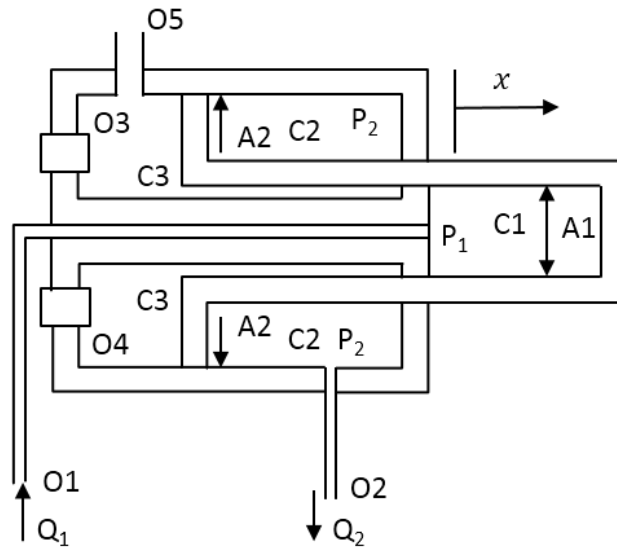 O5
x
O3
A2 C2 P₂
C3
P₁ C1 A1
C3
A2 C2 P₂
O4
O1
O2
Q₁
Q₂